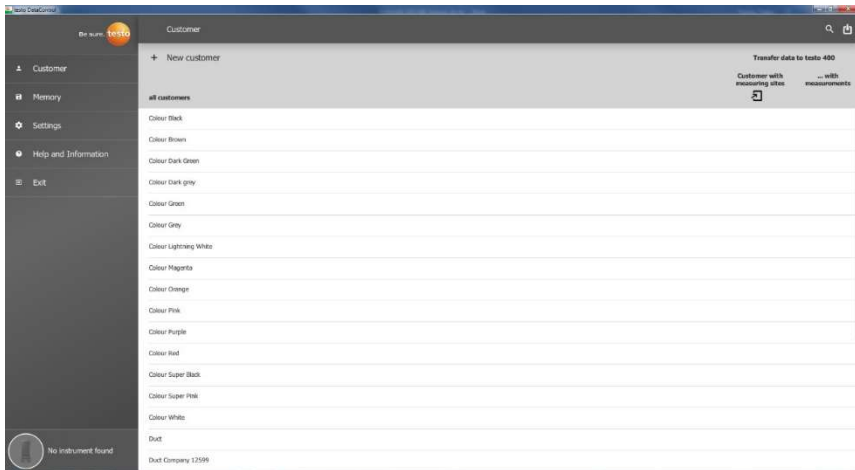 testo DataControl
Be sure. testo
Customer
Memory
Settings
Help and Information
Exit
No instrument found
Customer
+ New customer
Transfer data to testo 400
Customer with
measuring sites
... with
measurements
all customers
Colour Black
Colour Brown
Colour Dark Green
Colour Dark grey
Colour Green
Colour Grey
Colour Lightning White
Colour Magenta
Colour Orange
Colour Pink
Colour Purple
Colour Red
Colour Super Black
Colour Super Pink
Colour White
Duct
Duct Company 12599